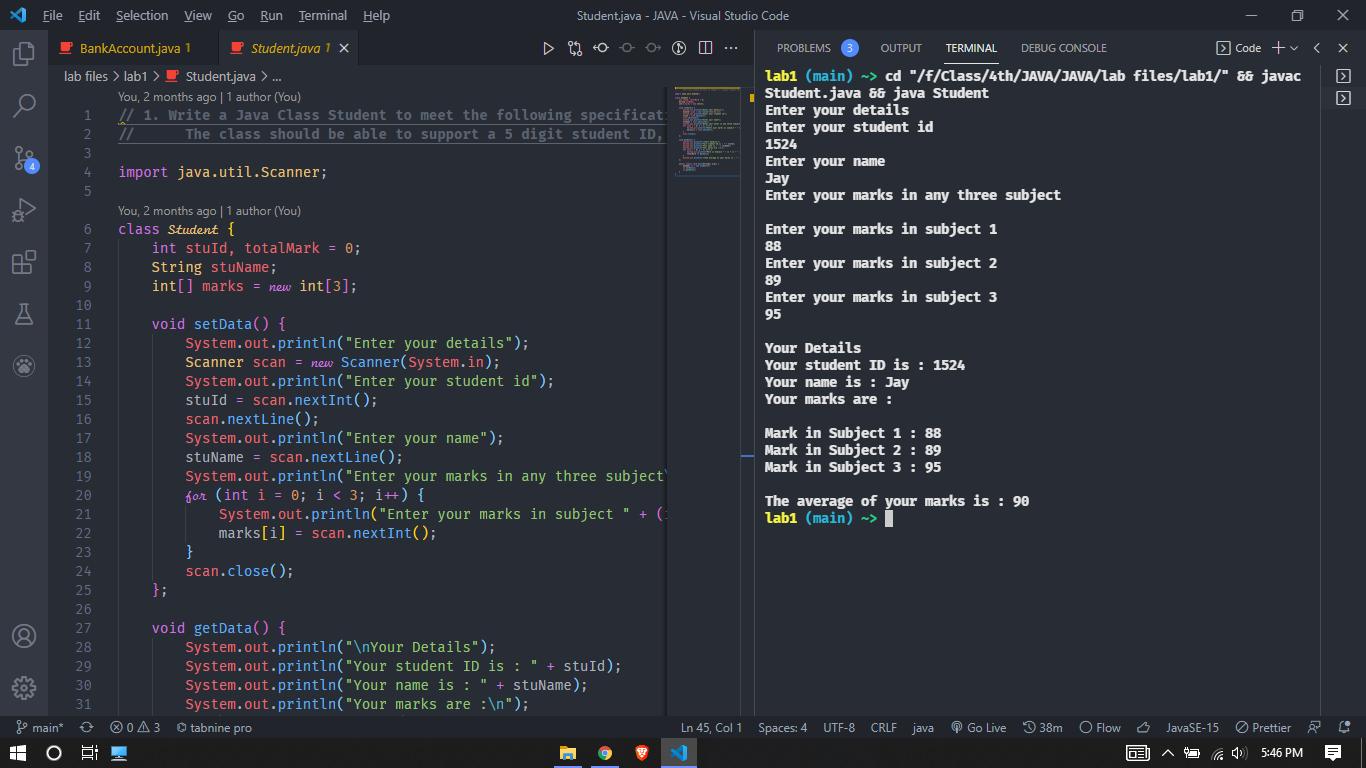 File Edit Selection View Go Run Terminal Help Student.java - JAVA - Visual Studio Code
BankAccount.java 1 Student.java 1
lab files > lab1 > Student.java > ...
You, 2 months ago | 1 author (You)
1 // 1. Write a Java Class Student to meet the following specificati
2 //      The class should be able to support a 5 digit student ID,
3
4 import java.util.Scanner;
5
You, 2 months ago | 1 author (You)
6 class Student {
7     int stuId, totalMark = 0;
8     String stuName;
9     int[] marks = new int[3];
10
11     void setData() {
12         System.out.println("Enter your details");
13         Scanner scan = new Scanner(System.in);
14         System.out.println("Enter your student id");
15         stuId = scan.nextInt();
16         scan.nextLine();
17         System.out.println("Enter your name");
18         stuName = scan.nextLine();
19         System.out.println("Enter your marks in any three subject\
20         for (int i = 0; i < 3; i++) {
21             System.out.println("Enter your marks in subject " + (i
22             marks[i] = scan.nextInt();
23         }
24         scan.close();
25     };
26
27     void getData() {
28         System.out.println("\nYour Details");
29         System.out.println("Your student ID is : " + stuId);
30         System.out.println("Your name is : " + stuName);
31         System.out.println("Your marks are :\n");
PROBLEMS 3 OUTPUT TERMINAL DEBUG CONSOLE Code
lab1 (main) ~> cd "/f/Class/4th/JAVA/JAVA/lab files/lab1/" && javac
Student.java && java Student
Enter your details
Enter your student id
1524
Enter your name
Jay
Enter your marks in any three subject
Enter your marks in subject 1
88
Enter your marks in subject 2
89
Enter your marks in subject 3
95
Your Details
Your student ID is : 1524
Your name is : Jay
Your marks are :
Mark in Subject 1 : 88
Mark in Subject 2 : 89
Mark in Subject 3 : 95
The average of your marks is : 90
lab1 (main) ~>
4
main* 0 3 tabnine pro Ln 45, Col 1 Spaces: 4 UTF-8 CRLF java Go Live 38m Flow JavaSE-15 Prettier
5:46 PM